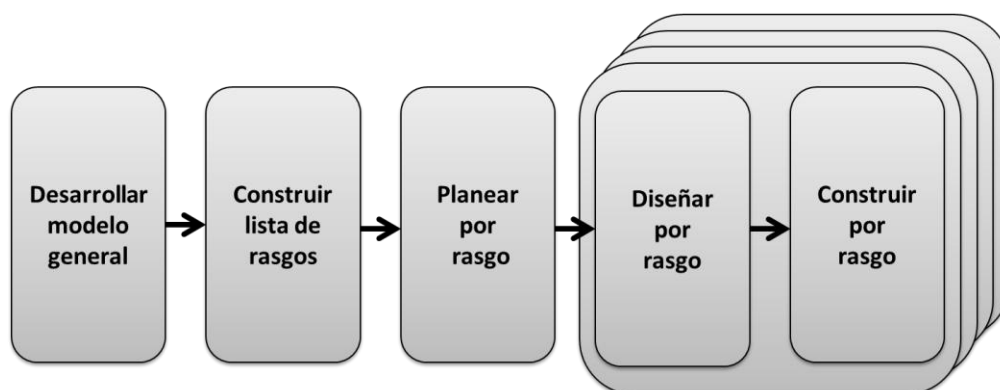 Desarrollar
modelo
general
Construir
lista de
rasgos
Planear
por
rasgo
Diseñar
por
rasgo
Construir
por
rasgo